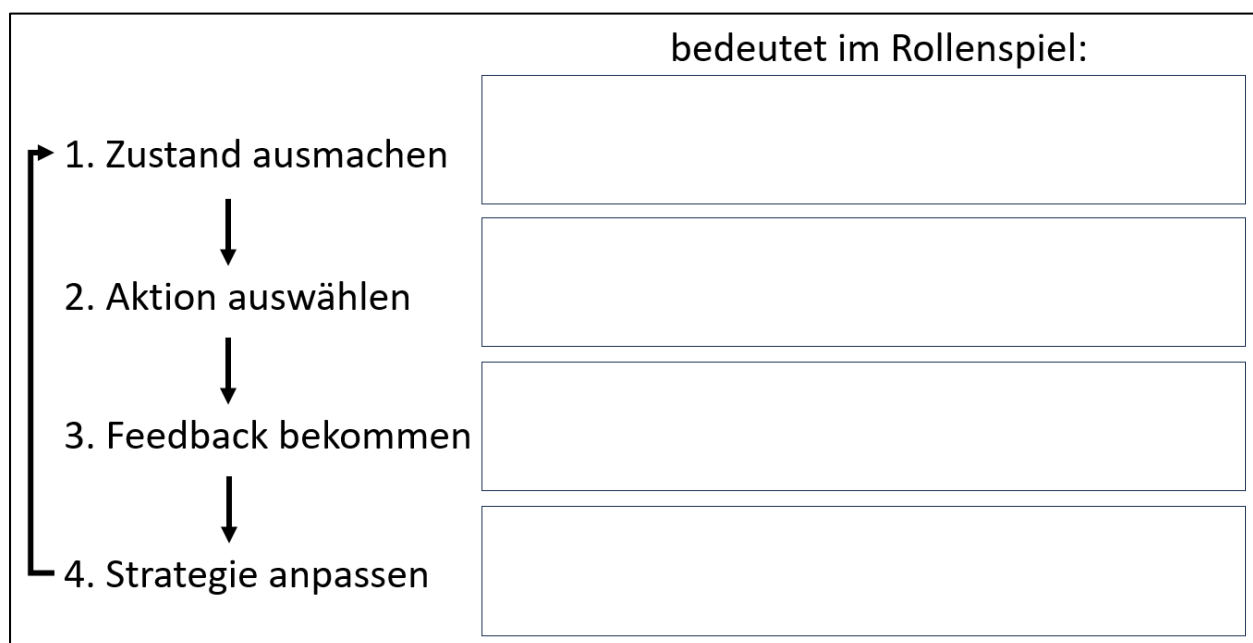 bedeutet im Rollenspiel:
1. Zustand ausmachen
2. Aktion auswählen
3. Feedback bekommen
4. Strategie anpassen